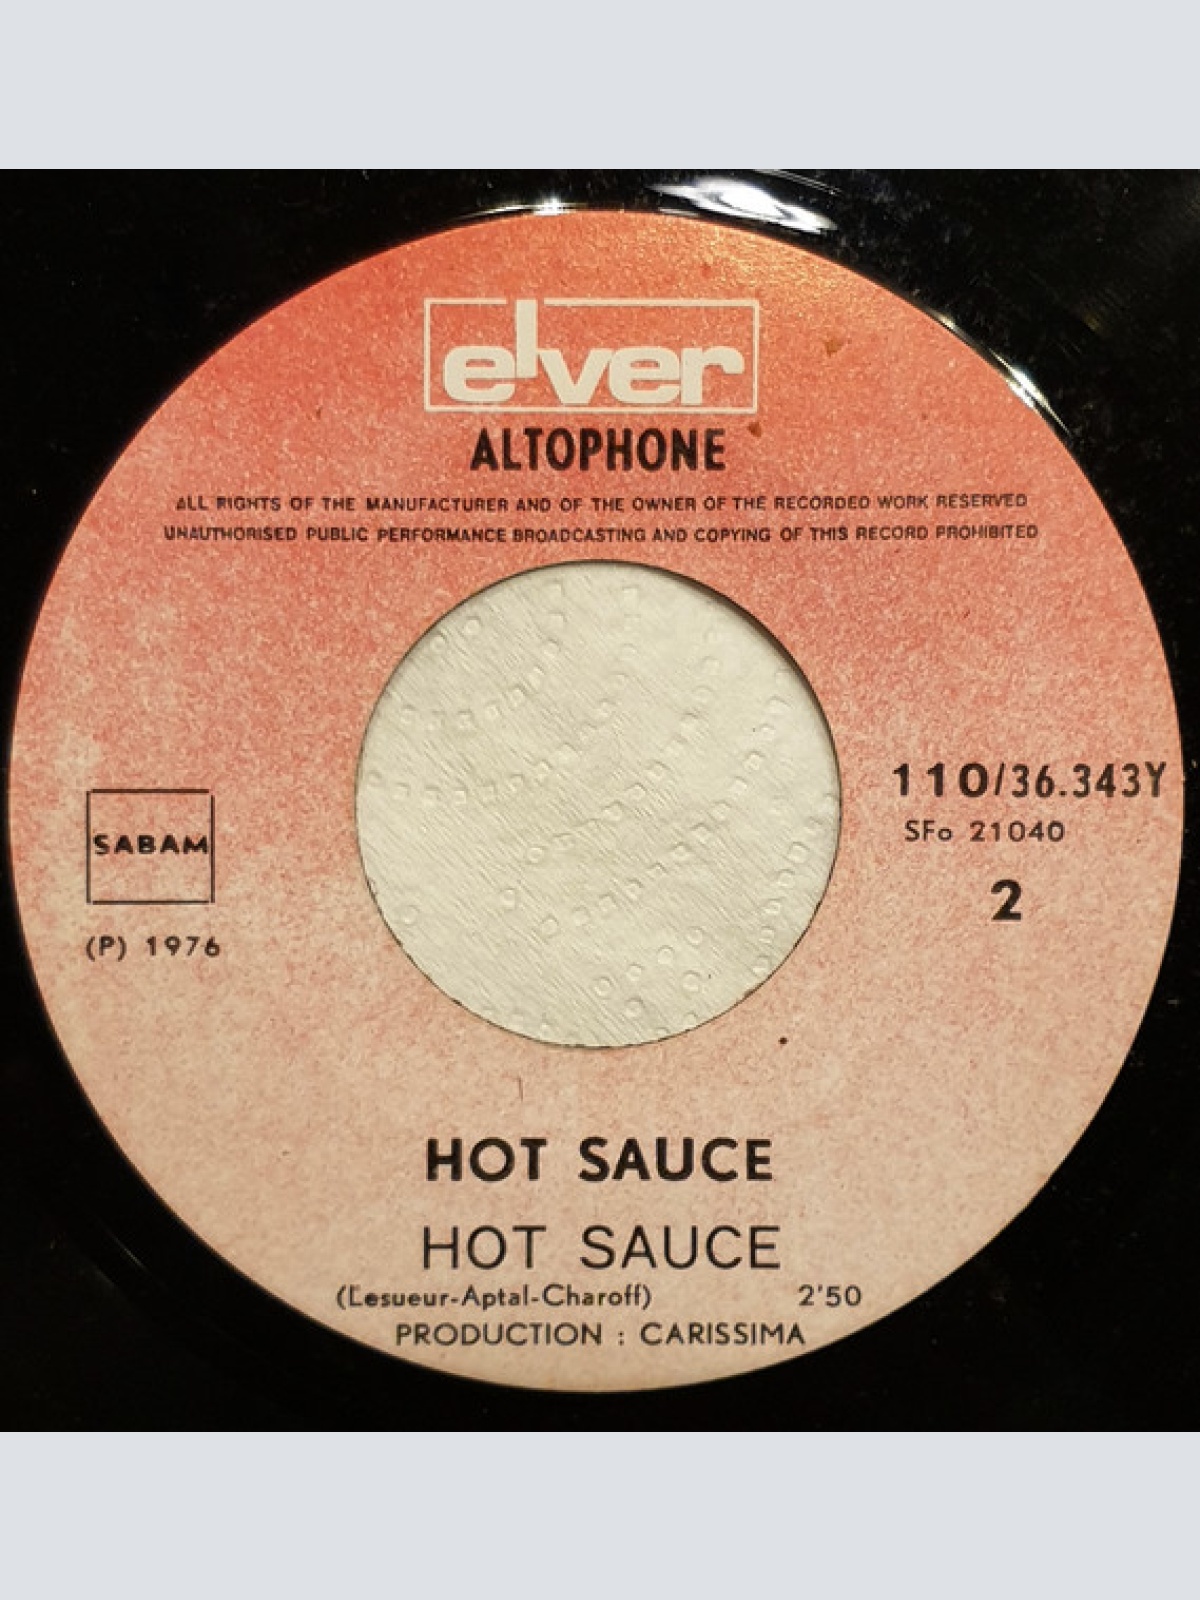 elver
ALTOPHONE
ALL RIGHTS OF THE MANUFACTURER AND OF THE OWNER OF THE RECORDED WORK RESERVED
UNAUTHORISED PUBLIC PERFORMANCE BROADCASTING AND COPYING OF THIS RECORD PROHIBITED
110/36.343Y
SFo 21040
2
SABAM
(P) 1976
HOT SAUCE
HOT SAUCE
(Lesueur-Aptal-Charoff) 2'50
PRODUCTION : CARISSIMA